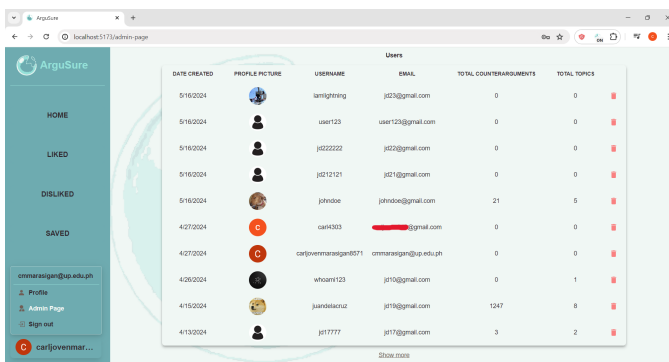 ArguSure
localhost:5173/admin-page
ON
ArguSure
HOME
LIKED
DISLIKED
SAVED
cmmarasigan@up.edu.ph
Profile
Admin Page
Sign out
C carljovenmar...
Users
DATE CREATED PROFILE PICTURE USERNAME EMAIL TOTAL COUNTERARGUMENTS TOTAL TOPICS
5/16/2024 iamlightning jd23@gmail.com 0 0
5/16/2024 user123 user123@gmail.com 0 0
5/16/2024 jd222222 jd22@gmail.com 0 0
5/16/2024 jd212121 jd21@gmail.com 0 0
5/16/2024 johndoe johndoe@gmail.com 21 5
4/27/2024 C carl4303 @gmail.com 0 0
4/27/2024 C carljovenmarasigan8571 cmmarasigan@up.edu.ph 0 0
4/26/2024 whoami123 jd10@gmail.com 0 1
4/15/2024 juandelacruz jd19@gmail.com 1247 8
4/13/2024 jd17777 jd17@gmail.com 3 2
Show more